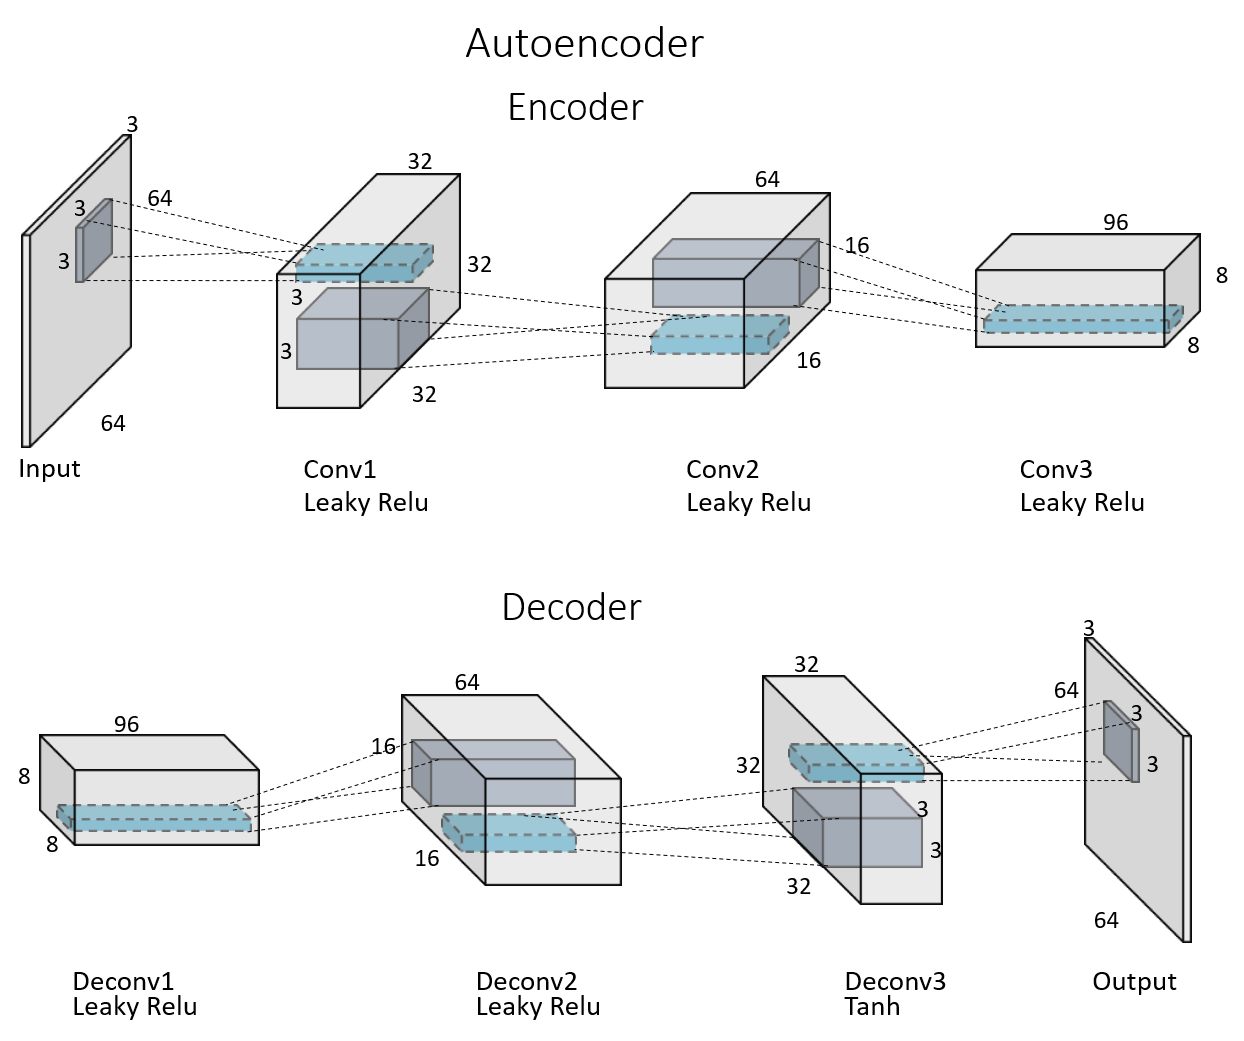 Autoencoder
Encoder
3
64
3
3
64
Input
32
32
3
3
32
Conv1
Leaky Relu
64
16
16
Conv2
Leaky Relu
96
8
8
Conv3
Leaky Relu
Decoder
96
8
8
Deconv1
Leaky Relu
64
16
16
Deconv2
Leaky Relu
32
32
3
3
32
Deconv3
Tanh
3
64
3
3
64
Output